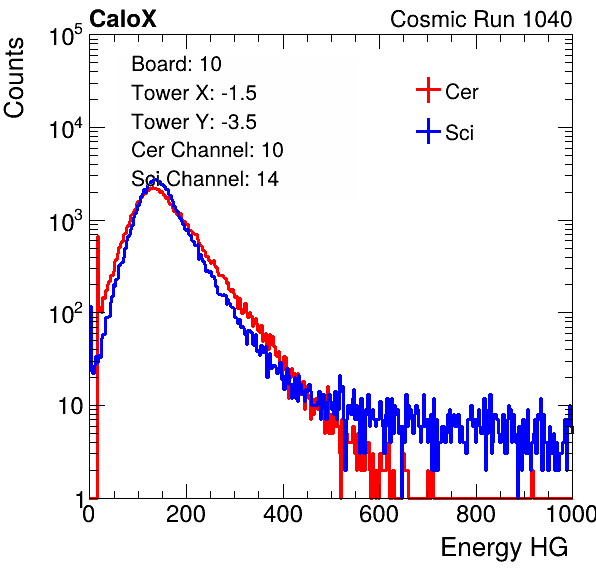 CaloX Cosmic Run 1040
Counts
10^5
10^4
10^3
10^2
10
1
Board: 10
Tower X: -1.5
Tower Y: -3.5
Cer Channel: 10
Sci Channel: 14
Cer
Sci
0 200 400 600 800 1000
Energy HG